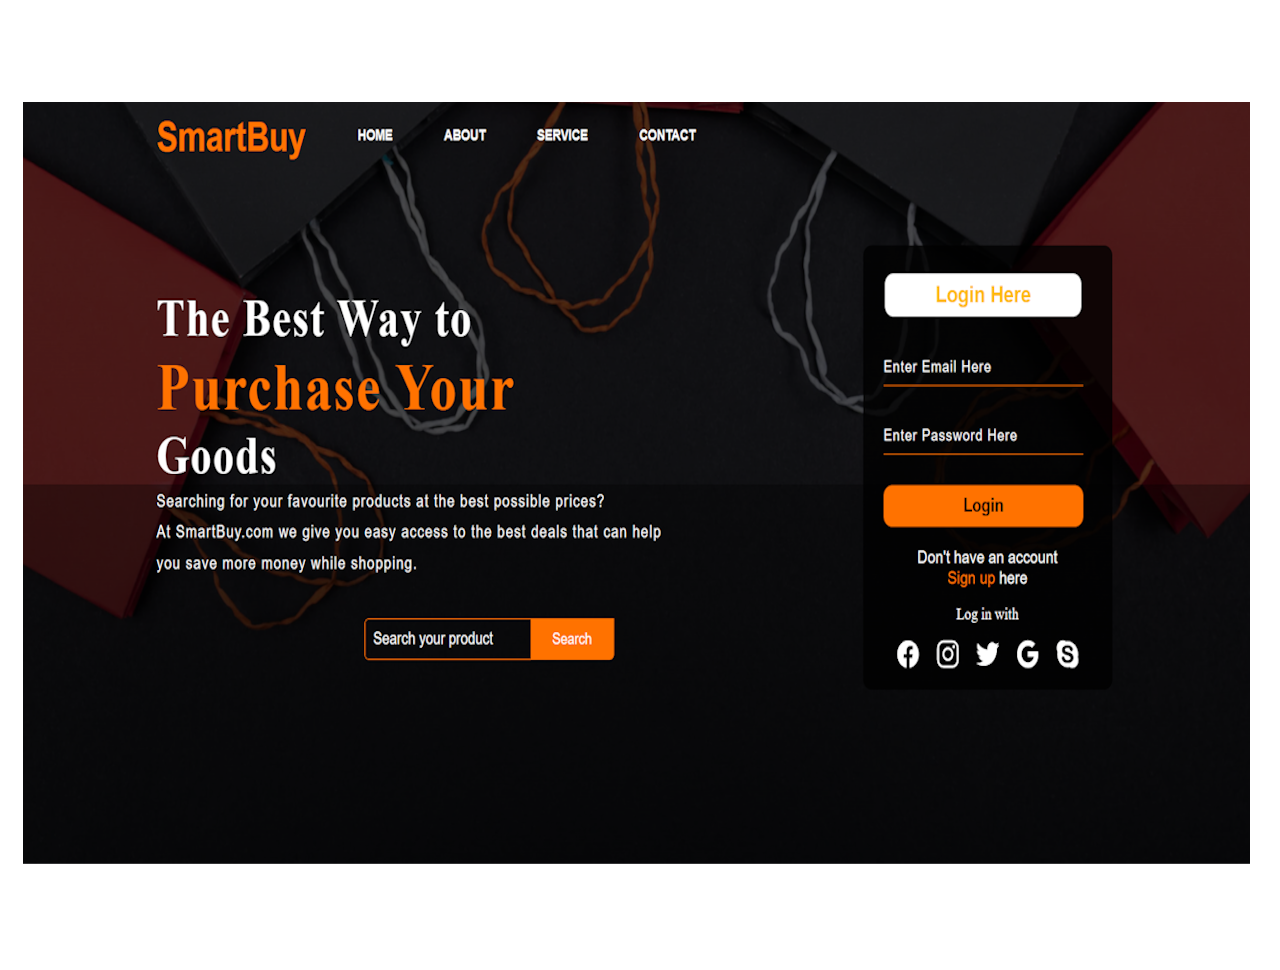 SmartBuy
HOME ABOUT SERVICE CONTACT
The Best Way to
Purchase Your
Goods
Searching for your favourite products at the best possible prices?
At SmartBuy.com we give you easy access to the best deals that can help
you save more money while shopping.
Search your product Search
Login Here
Enter Email Here
Enter Password Here
Login
Don't have an account
Sign up here
Log in with